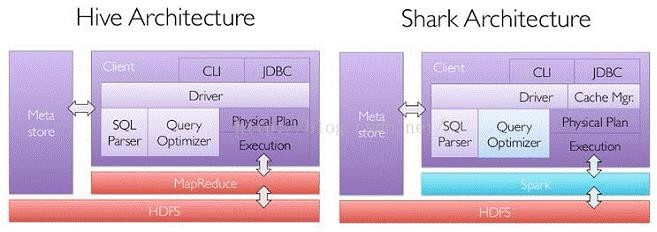 Hive Architecture
Client
CLI
JDBC
Driver
Meta
store
SQL
Parser
Query
Optimizer
Physical Plan
Execution
MapReduce
HDFS
Shark Architecture
Client
CLI
JDBC
Driver
Cache Mgr.
Meta
store
SQL
Parser
Query
Optimizer
Physical Plan
Execution
Spark
HDFS